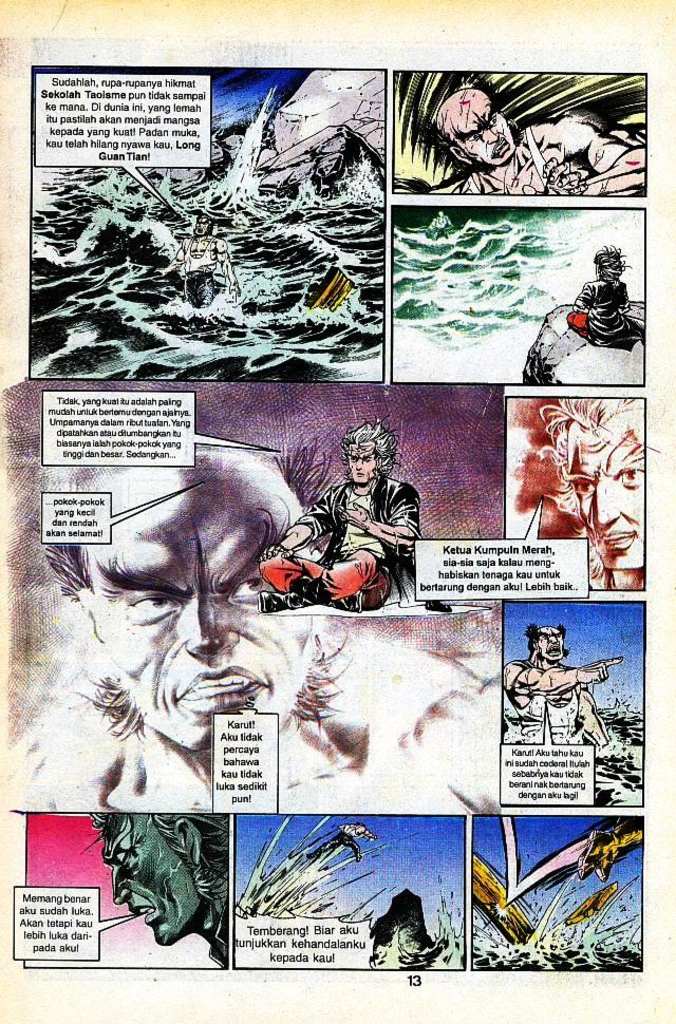 Sudahlah, rupa-rupanya hikmat
Sekolah Taoisme pun tidak sampai
ke mana. Di dunia ini, yang lemah
itu pastilah akan menjadi mangsa
kepada yang kuat! Padan muka,
kau telah hilang nyawa kau, Long
Guan Tian!
Tidak, yang kuat itu adalah paling
mudah untuk bertemu dengan ajalnya.
Umpamanya dalam ribut tuafan. Yang
dipatahkan atau ditumbangkan itu
biasanya ialah pokok-pokok yang
tinggi dan besar. Sedangkan...
...pokok-pokok
yang kecil
dan rendah
akan selamat!
Ketua Kumpuln Merah,
sia-sia saja kalau meng-
habiskan tenaga kau untuk
bertarung dengan aku! Lebih baik..
Karut!
Aku tidak
percaya
bahawa
kau tidak
luka sedikit
pun!
Karut! Aku tahu kau
ini sudah cedera! Itulah
sebabnya kau tidak
berani nak bertarung
dengan aku lagi!
Memang benar
aku sudah luka.
Akan tetapi kau
lebih luka dari-
pada aku!
Temberang! Biar aku
tunjukkan kehandalanku
kepada kau!
13